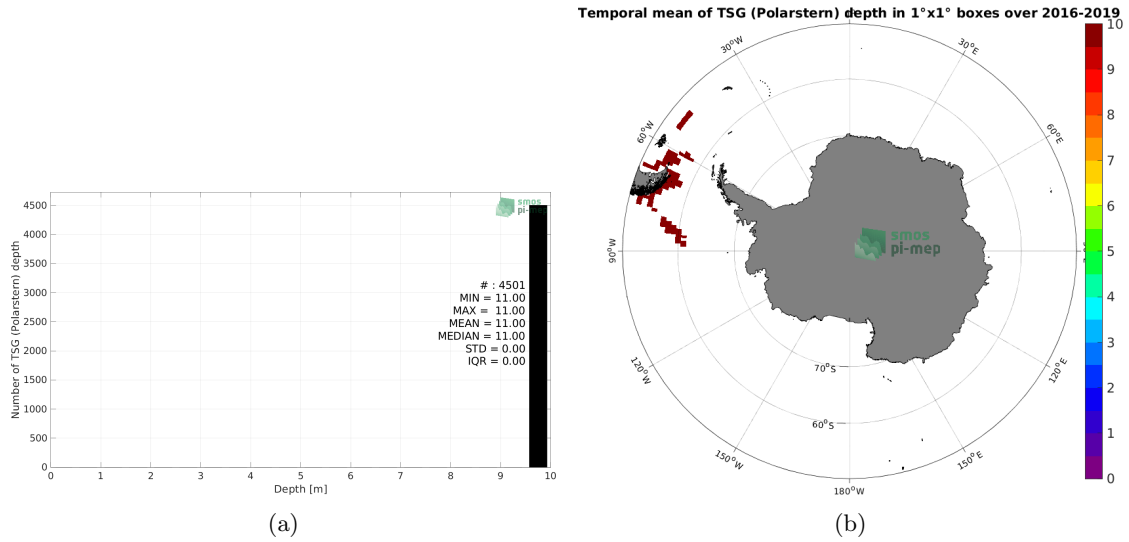 Temporal mean of TSG (Polarstern) depth in 1°x1° boxes over 2016-2019
4500
4000
3500
3000
2500
2000
1500
1000
500
0
Number of TSG (Polarstern) depth
smos
pi-mep
# : 4501
MIN = 11.00
MAX = 11.00
MEAN = 11.00
MEDIAN = 11.00
STD = 0.00
IQR = 0.00
0 1 2 3 4 5 6 7 8 9 10
Depth [m]
30°W
30°E
60°W
60°E
90°W
120°W
120°E
150°W
150°E
180°W
70°S
60°S
smos
pi-mep
10
9
8
7
6
5
4
3
2
1
0
(a)
(b)